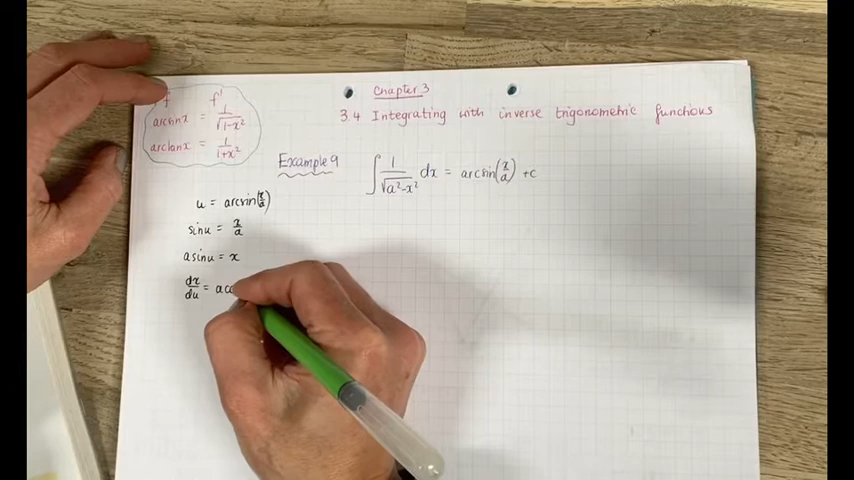 Chapter 3
3.4 Integrating with inverse trigonometric functions
f f'
arcsinx = 1/√(1-x²)
arctanx = 1/(1+x²)
Example 9 ∫ 1/√(a²-x²) dx = arcsin(x/a) + c
u = arcsin(x/a)
sinu = x/a
asinu = x
dx/du = aco